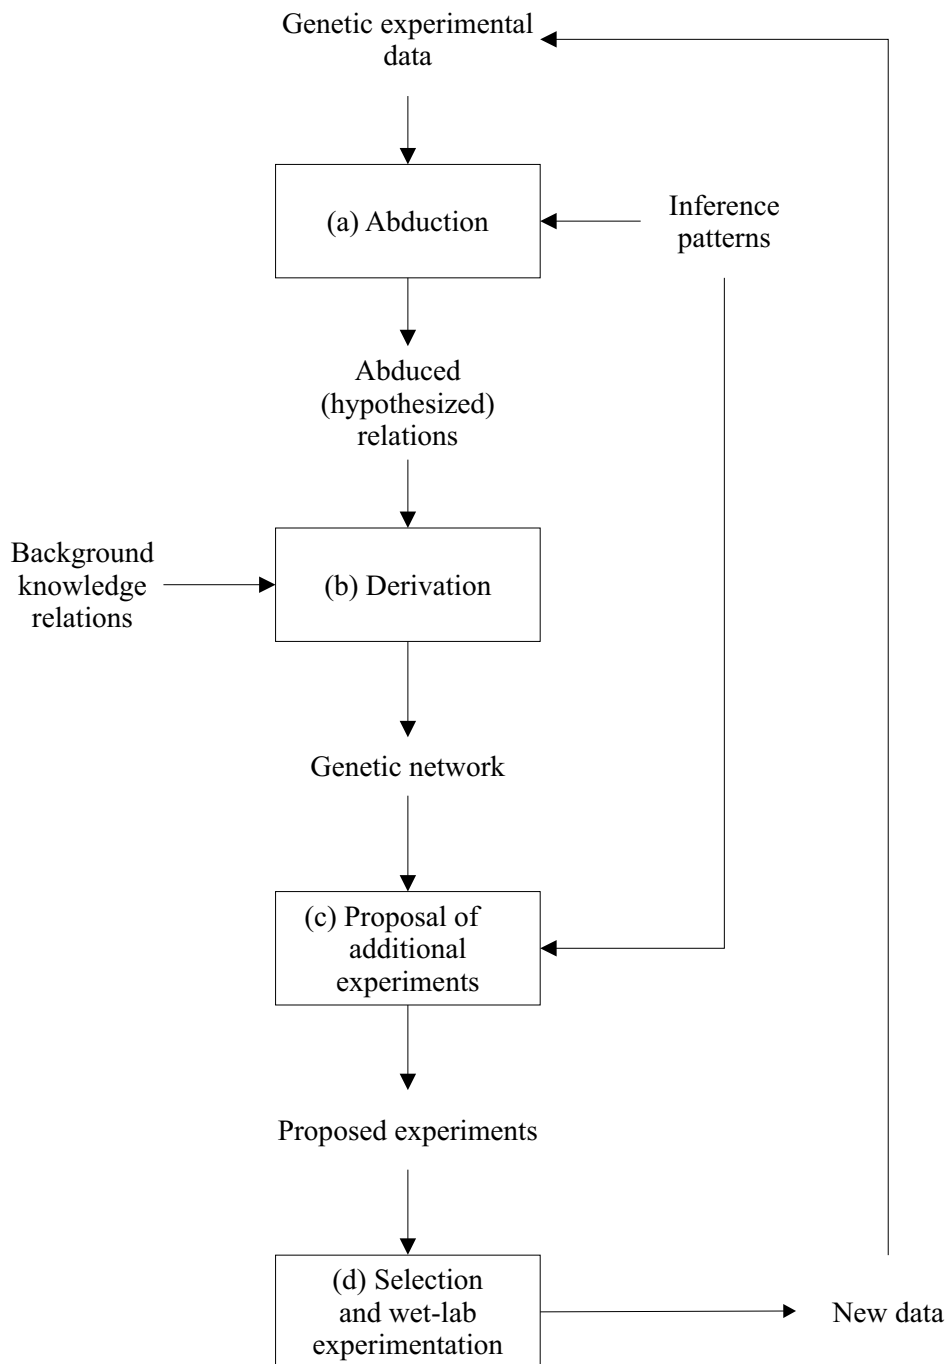 Genetic experimental
data
(a) Abduction
Inference
patterns
Abduced
(hypothesized)
relations
Background
knowledge
relations
(b) Derivation
Genetic network
(c) Proposal of
additional
experiments
Proposed experiments
(d) Selection
and wet-lab
experimentation
New data